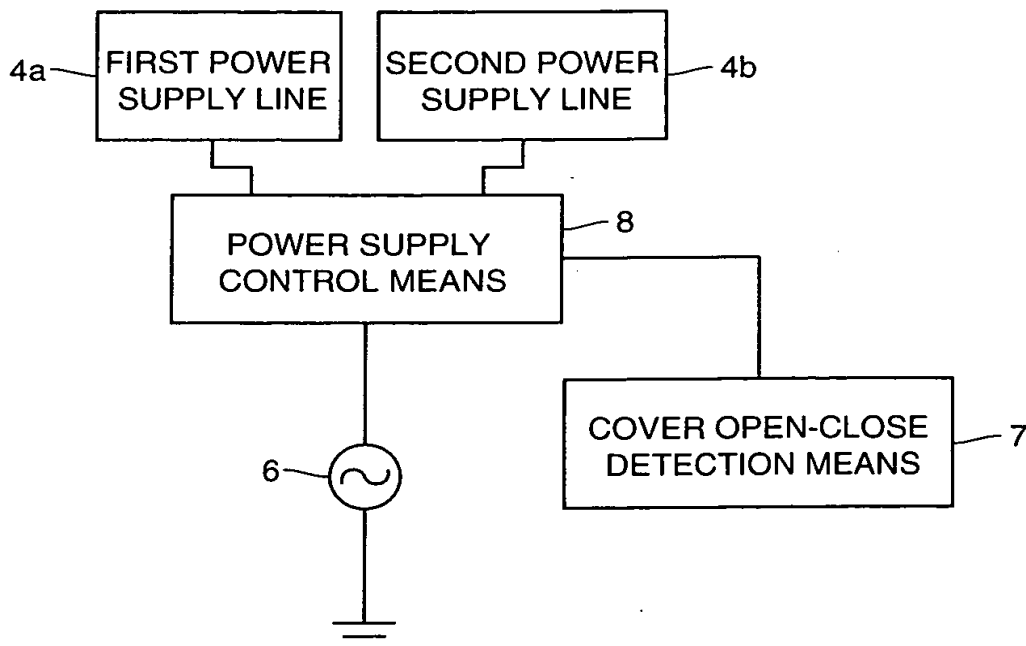 4a
FIRST POWER
SUPPLY LINE
SECOND POWER
SUPPLY LINE
4b
8
POWER SUPPLY
CONTROL MEANS
6
COVER OPEN-CLOSE
DETECTION MEANS
7